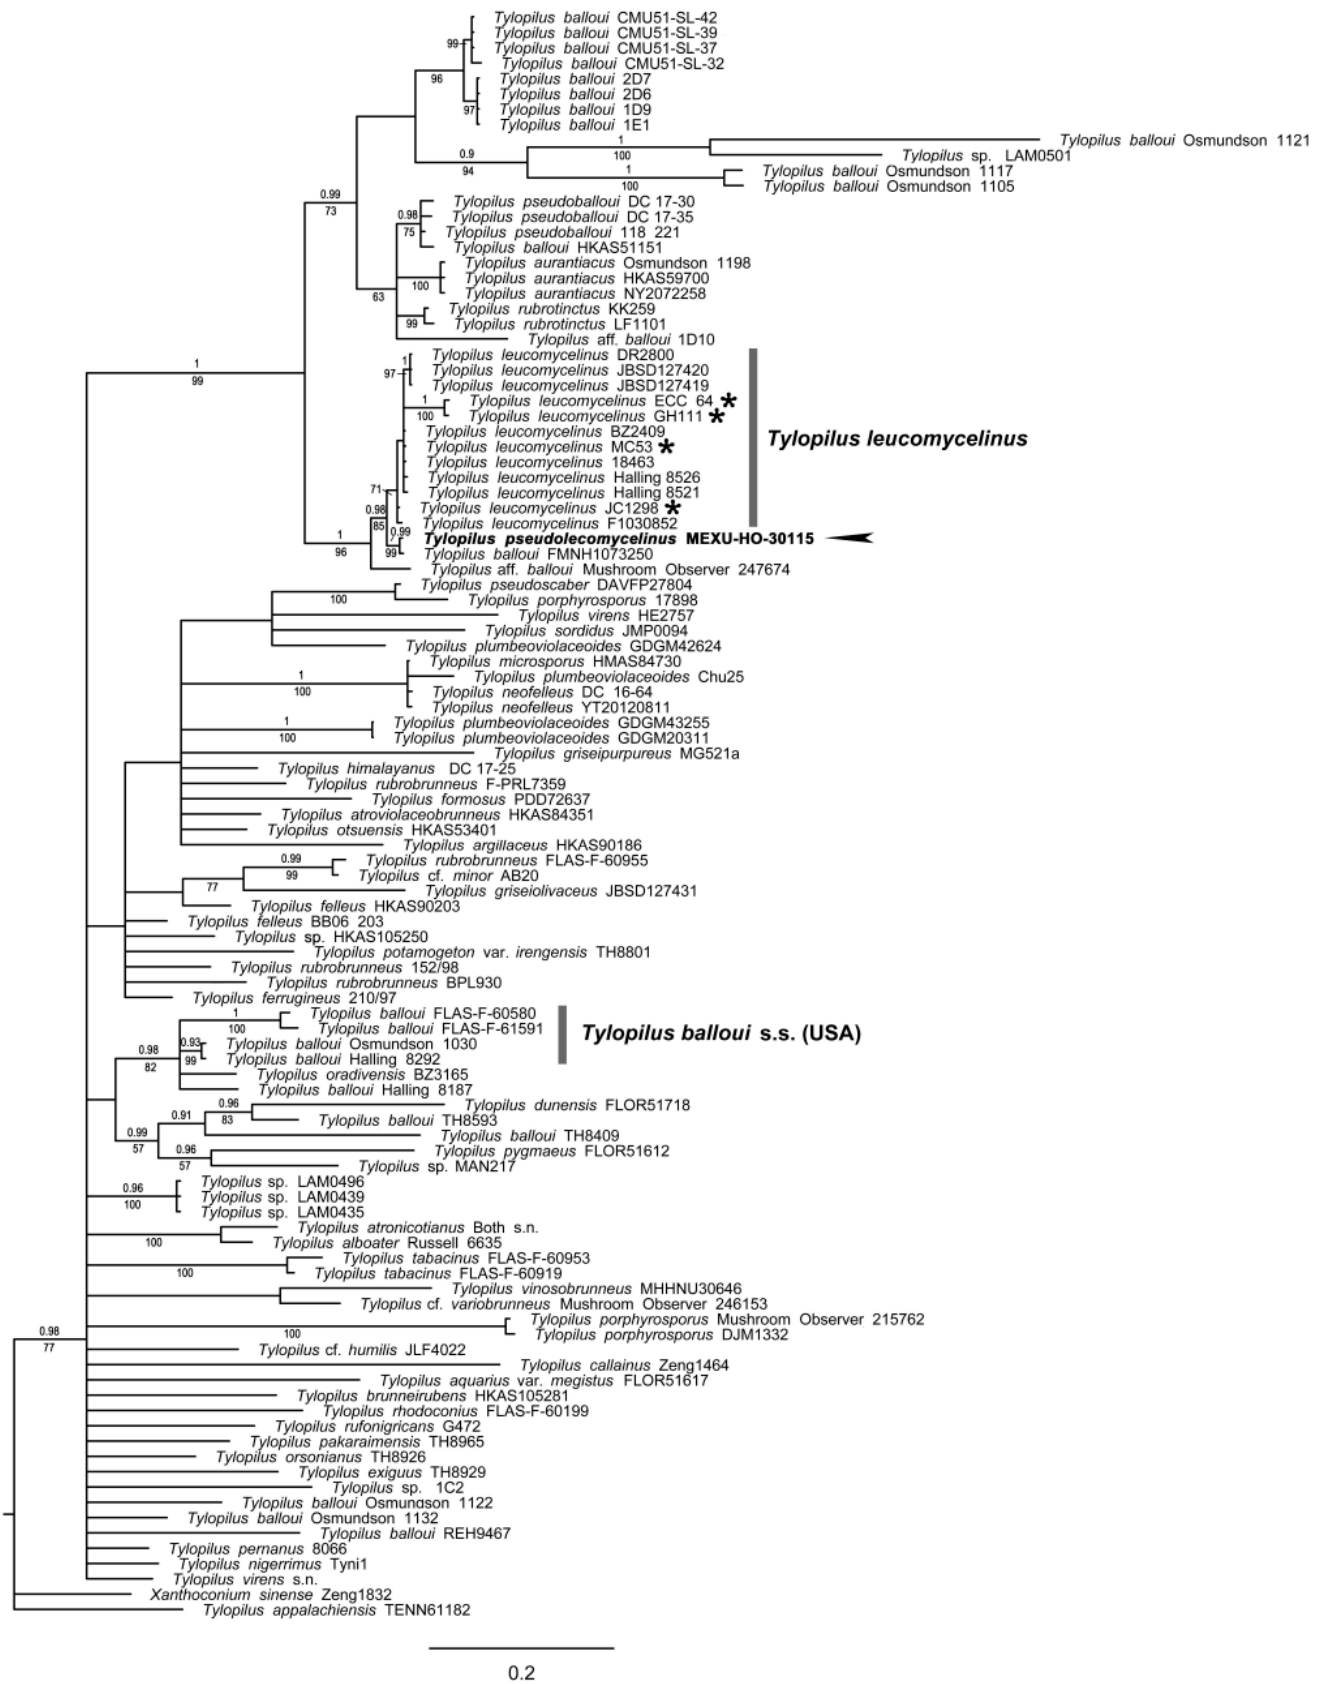 Tylopilus balloui CMU51-SL-42
Tylopilus balloui CMU51-SL-39
99
Tylopilus balloui CMU51-SL-37
Tylopilus balloui CMU51-SL-32
96
Tylopilus balloui 2D7
Tylopilus balloui 2D6
97
Tylopilus balloui 1D9
Tylopilus balloui 1E1
1
Tylopilus balloui Osmundson 1121
0.9
100
Tylopilus sp. LAM0501
94
1
Tylopilus balloui Osmundson 1117
100
Tylopilus balloui Osmundson 1105
0.99
73
Tylopilus pseudoballoui DC 17-30
0.98
Tylopilus pseudoballoui DC 17-35
75
Tylopilus pseudoballoui 118 221
Tylopilus balloui HKAS51151
Tylopilus aurantiacus Osmundson 1198
100
Tylopilus aurantiacus HKAS59700
63
Tylopilus aurantiacus NY2072258
Tylopilus rubrotinctus KK259
99
Tylopilus rubrotinctus LF1101
Tylopilus aff. balloui 1D10
1
99
1
Tylopilus leucomycelinus DR2800
97
Tylopilus leucomycelinus JBSD127420
Tylopilus leucomycelinus JBSD127419
1
Tylopilus leucomycelinus ECC 64 *
100
Tylopilus leucomycelinus GH111 *
Tylopilus leucomycelinus BZ2409
Tylopilus leucomycelinus
Tylopilus leucomycelinus MC53 *
Tylopilus leucomycelinus 18463
Tylopilus leucomycelinus Halling 8526
71
Tylopilus leucomycelinus Halling 8521
0.98
Tylopilus leucomycelinus JC1298 *
85
Tylopilus leucomycelinus F1030852
1
0.99
Tylopilus pseudolecomycelinus MEXU-HO-30115
96
99
Tylopilus balloui FMNH1073250
Tylopilus aff. balloui Mushroom Observer 247674
Tylopilus pseudoscaber DAVFP27804
100
Tylopilus porphyrosporus 17898
Tylopilus virens HE2757
Tylopilus sordidus JMP0094
Tylopilus plumbeoviolaceoides GDGM42624
Tylopilus microsporus HMAS84730
1
Tylopilus plumbeoviolaceoides Chu25
100
Tylopilus neofelleus DC 16-64
Tylopilus neofelleus YT20120811
1
Tylopilus plumbeoviolaceoides GDGM43255
100
Tylopilus plumbeoviolaceoides GDGM20311
Tylopilus griseipurpureus MG521a
Tylopilus himalayanus DC 17-25
Tylopilus rubrobrunneus F-PRL7359
Tylopilus formosus PDD72637
Tylopilus atroviolaceobrunneus HKAS84351
Tylopilus otsuensis HKAS53401
Tylopilus argillaceus HKAS90186
0.99
Tylopilus rubrobrunneus FLAS-F-60955
99
Tylopilus cf. minor AB20
77
Tylopilus griseiolivaceus JBSD127431
Tylopilus felleus HKAS90203
Tylopilus felleus BB06 203
Tylopilus sp. HKAS105250
Tylopilus potamogeton var. irengensis TH8801
Tylopilus rubrobrunneus 152/98
Tylopilus rubrobrunneus BPL930
Tylopilus ferrugineus 210/97
1
Tylopilus balloui FLAS-F-60580
100
Tylopilus balloui FLAS-F-61591
Tylopilus balloui s.s. (USA)
0.93
Tylopilus balloui Osmundson 1030
0.98
99
Tylopilus balloui Halling 8292
82
Tylopilus oradivensis BZ3165
Tylopilus balloui Halling 8187
0.96
Tylopilus dunensis FLOR51718
0.91
83
Tylopilus balloui TH8593
0.99
Tylopilus balloui TH8409
57
0.96
Tylopilus pygmaeus FLOR51612
57
Tylopilus sp. MAN217
0.96
Tylopilus sp. LAM0496
Tylopilus sp. LAM0439
100
Tylopilus sp. LAM0435
Tylopilus atronicotianus Both s.n.
100
Tylopilus alboater Russell 6635
Tylopilus tabacinus FLAS-F-60953
100
Tylopilus tabacinus FLAS-F-60919
Tylopilus vinosobrunneus MHHNU30646
Tylopilus cf. variobrunneus Mushroom Observer 246153
Tylopilus porphyrosporus Mushroom Observer 215762
100
Tylopilus porphyrosporus DJM1332
0.98
77
Tylopilus cf. humilis JLF4022
Tylopilus callainus Zeng1464
Tylopilus aquarius var. megistus FLOR51617
Tylopilus brunneirubens HKAS105281
Tylopilus rhodoconius FLAS-F-60199
Tylopilus rufonigricans G472
Tylopilus pakaraimensis TH8965
Tylopilus orsonianus TH8926
Tylopilus exiguus TH8929
Tylopilus sp. 1C2
Tylopilus balloui Osmundson 1122
Tylopilus balloui Osmundson 1132
Tylopilus balloui REH9467
Tylopilus pernanus 8066
Tylopilus nigerrimus Tyni1
Tylopilus virens s.n.
Xanthoconium sinense Zeng1832
Tylopilus appalachiensis TENN61182
0.2